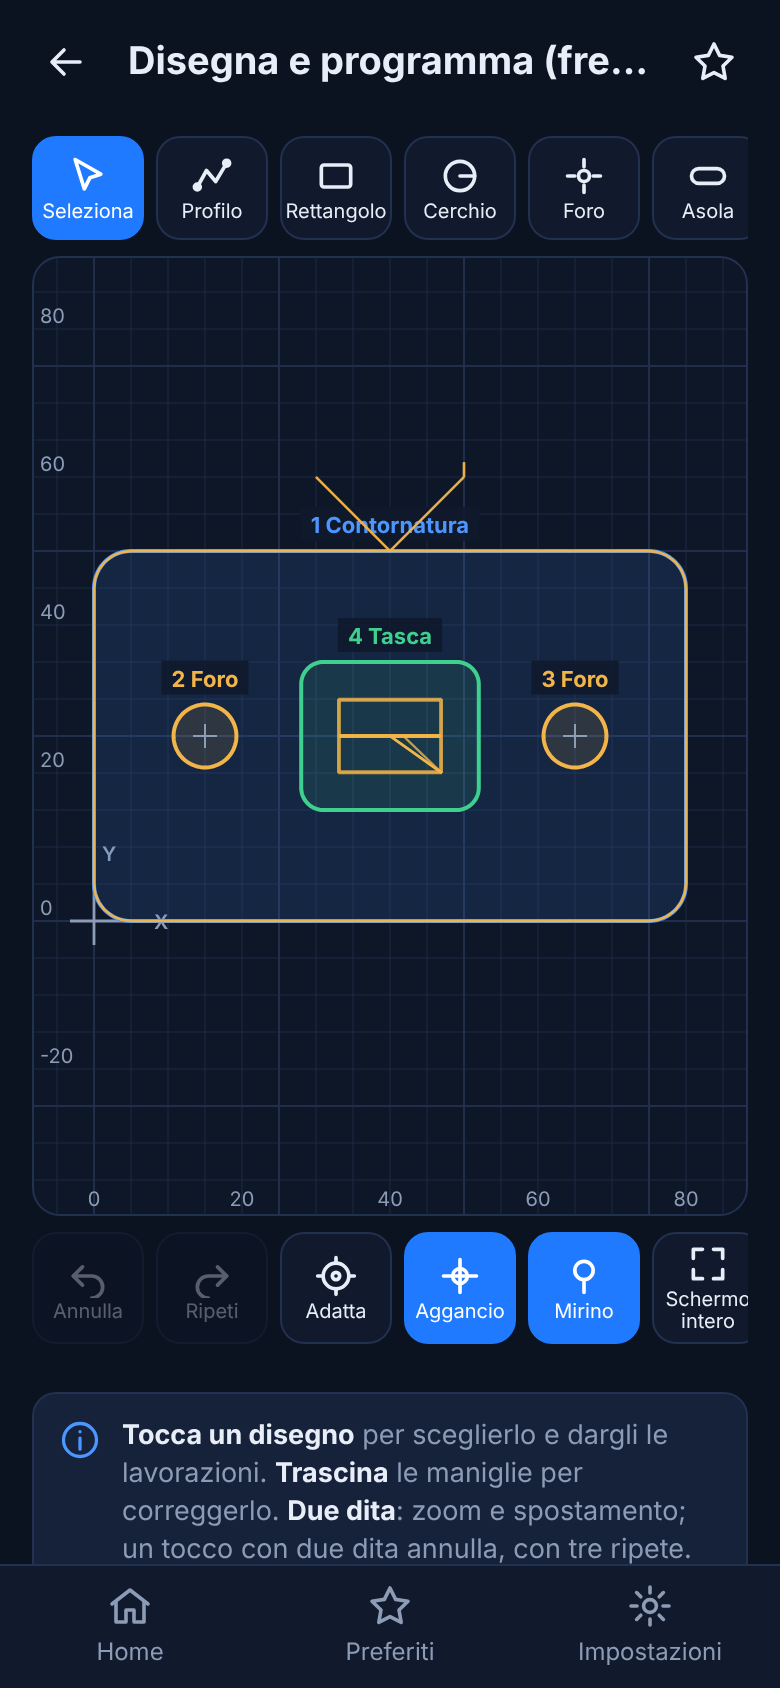 Disegna e programma (fre...
Seleziona
Profilo
Rettangolo
Cerchio
Foro
Asola
80
60
1 Contornatura
40
4 Tasca
2 Foro
3 Foro
20
Y
0
X
-20
0
20
40
60
80
Annulla
Ripeti
Adatta
Aggancio
Mirino
Schermo
intero
Tocca un disegno per sceglierlo e dargli le
lavorazioni. Trascina le maniglie per
correggerlo. Due dita: zoom e spostamento;
un tocco con due dita annulla, con tre ripete.
Home
Preferiti
Impostazioni